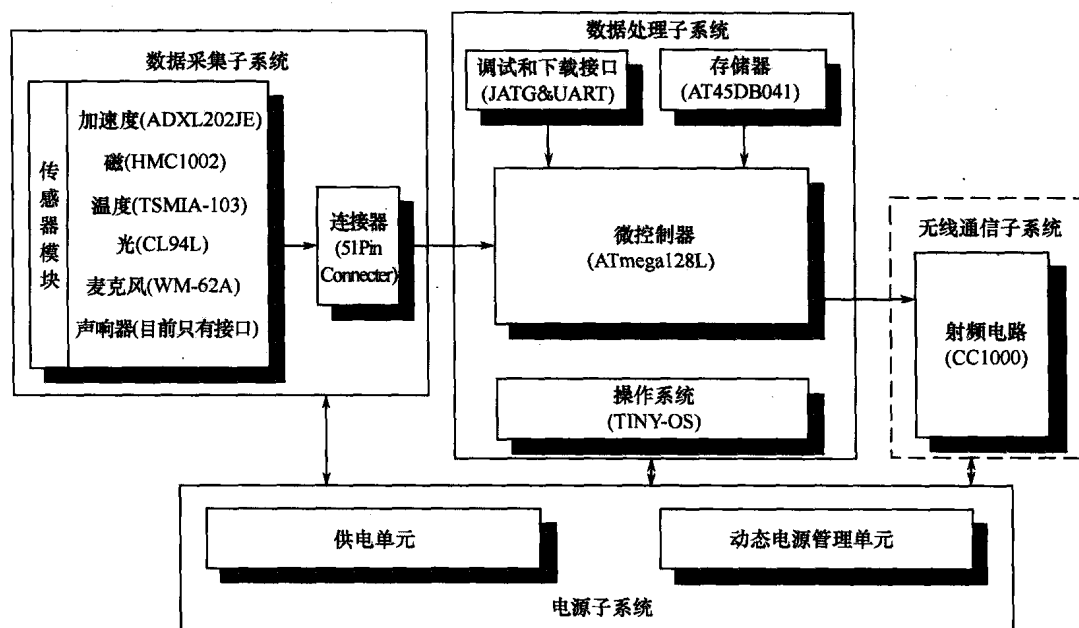 数据采集子系统
传感器模块
加速度(ADXL202JE)
磁(HMC1002)
温度(TSMIA-103)
光(CL94L)
麦克风(WM-62A)
声响器(目前只有接口)
连接器
(51Pin
Connecter)
数据处理子系统
调试和下载接口
(JATG&UART)
存储器
(AT45DB041)
微控制器
(ATmega128L)
操作系统
(TINY-OS)
无线通信子系统
射频电路
(CC1000)
供电单元
动态电源管理单元
电源子系统